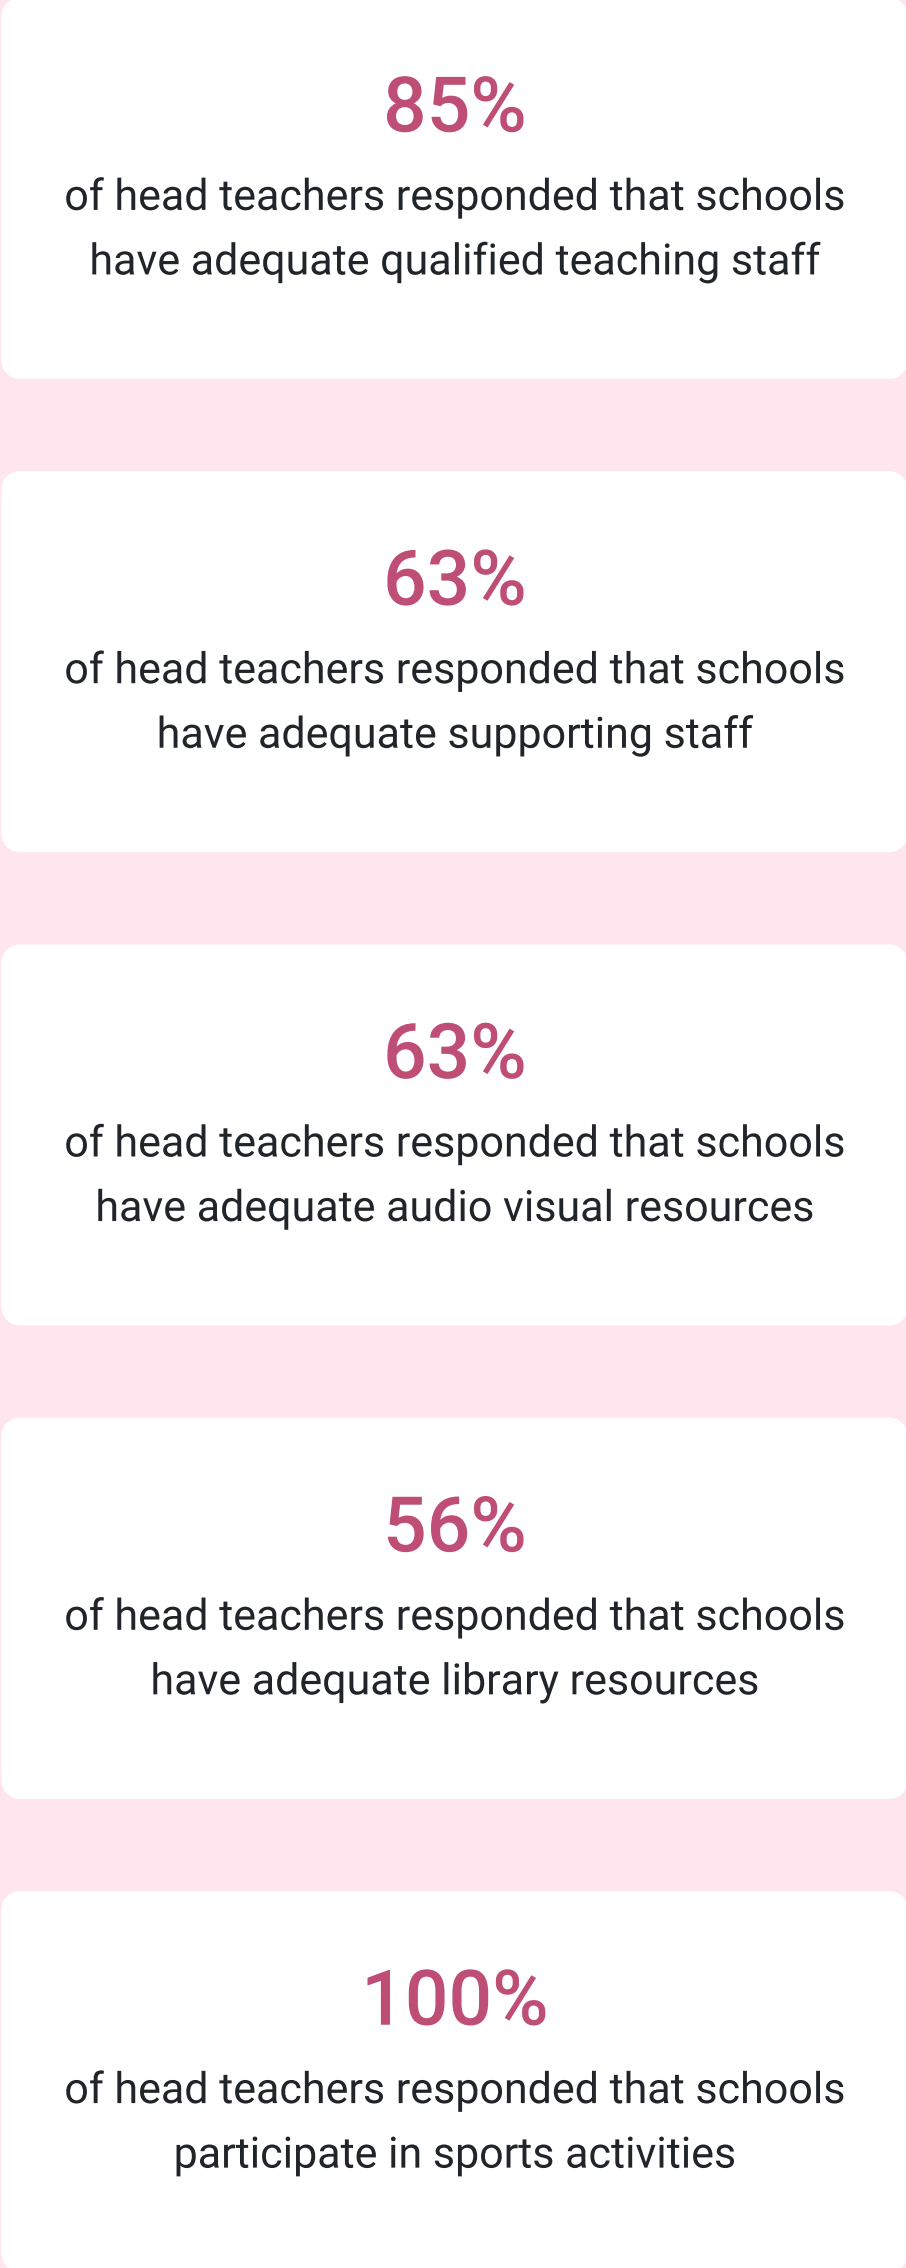 85%
of head teachers responded that schools
have adequate qualified teaching staff
63%
of head teachers responded that schools
have adequate supporting staff
63%
of head teachers responded that schools
have adequate audio visual resources
56%
of head teachers responded that schools
have adequate library resources
100%
of head teachers responded that schools
participate in sports activities